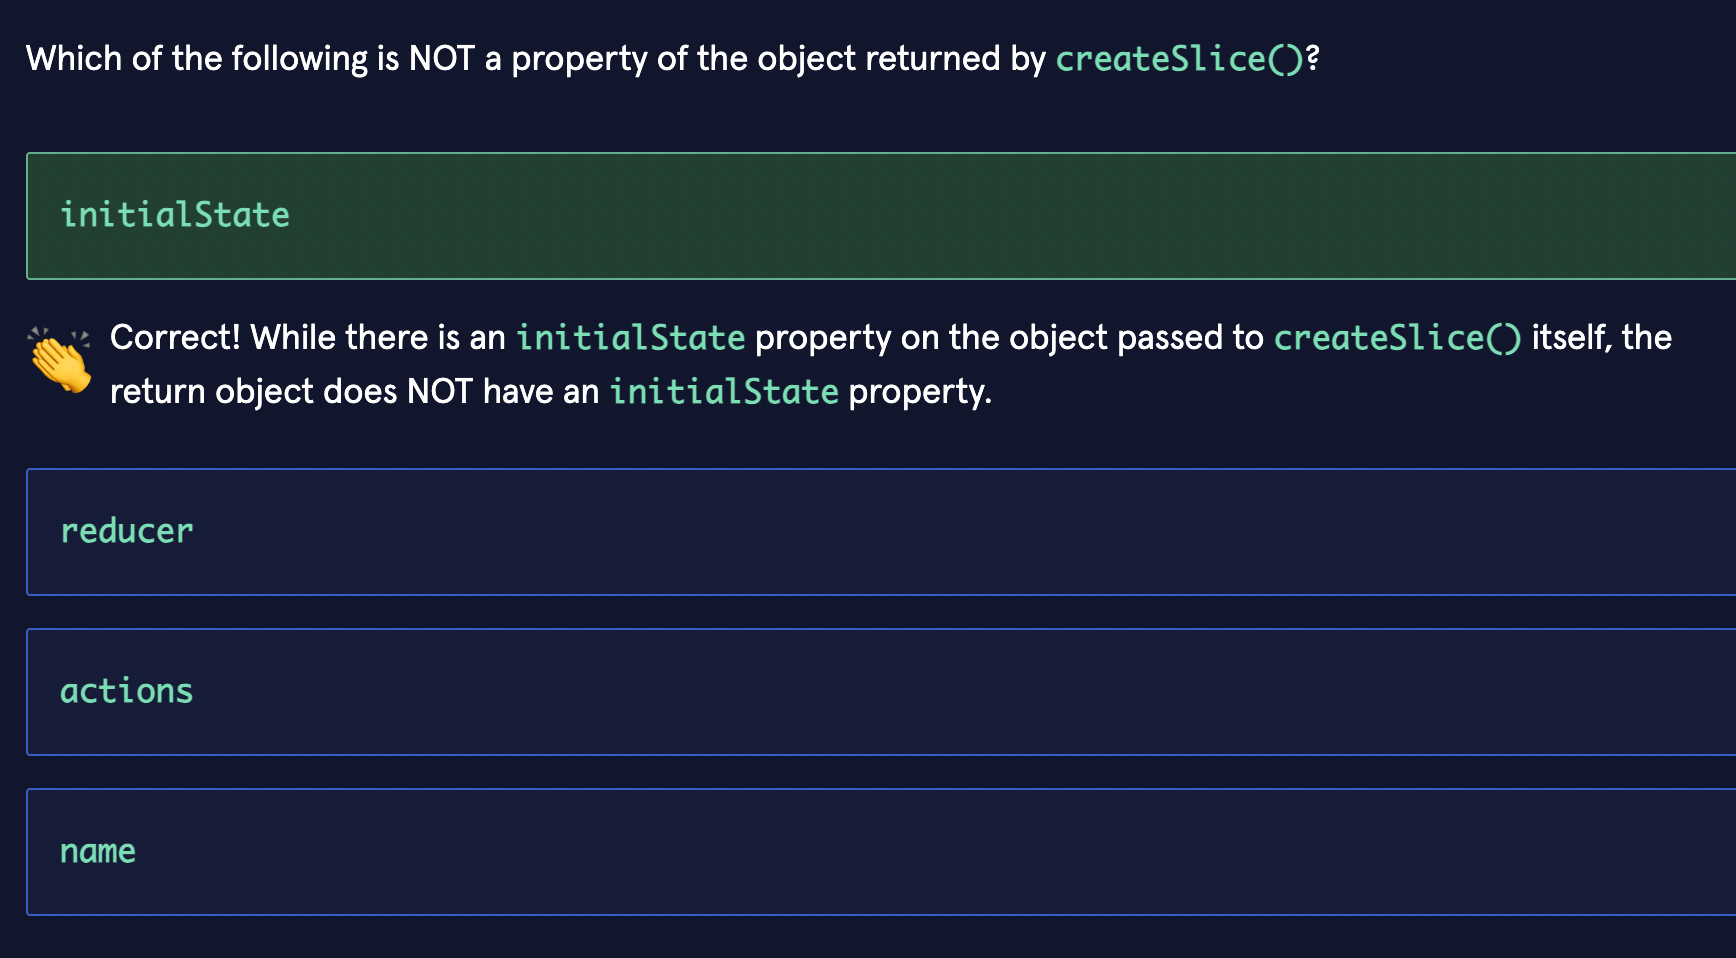 Which of the following is NOT a property of the object returned by createSlice()?
initialState
Correct! While there is an initialState property on the object passed to createSlice() itself, the
return object does NOT have an initialState property.
reducer
actions
name